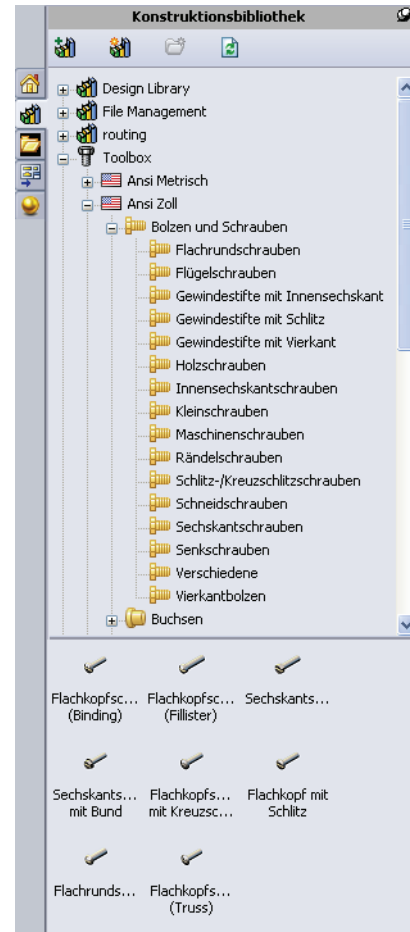 Konstruktionsbibliothek
Design Library
File Management
routing
Toolbox
Ansi Metrisch
Ansi Zoll
Bolzen und Schrauben
Flachrundschrauben
Flügelschrauben
Gewindestifte mit Innensechskant
Gewindestifte mit Schlitz
Gewindestifte mit Vierkant
Holzschrauben
Innensechskantschrauben
Kleinschrauben
Maschinenschrauben
Rändelschrauben
Schlitz-/Kreuzschlitzschrauben
Schneidschrauben
Sechskantschrauben
Senkschrauben
Verschiedene
Vierkantbolzen
Buchsen
Flachkopfsc... Flachkopfsc... Sechskants...
(Binding) (Fillister)
Sechskants... Flachkopfs... Flachkopf mit
mit Bund mit Kreuzsc... Schlitz
Flachrunds... Flachkopfs...
(Truss)